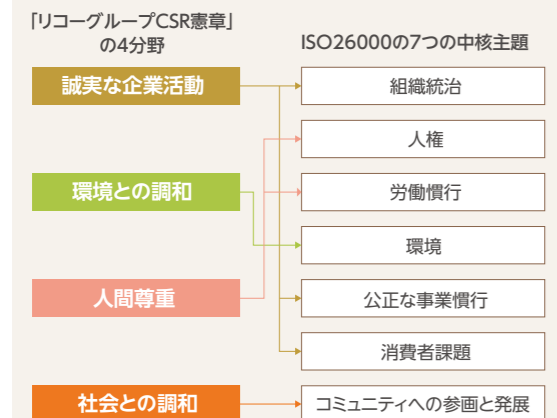 「リコーグループCSR憲章」
の4分野
ISO26000の7つの中核主題
誠実な企業活動
組織統治
人権
環境との調和
労働慣行
環境
人間尊重
公正な事業慣行
消費者課題
社会との調和
コミュニティへの参画と発展